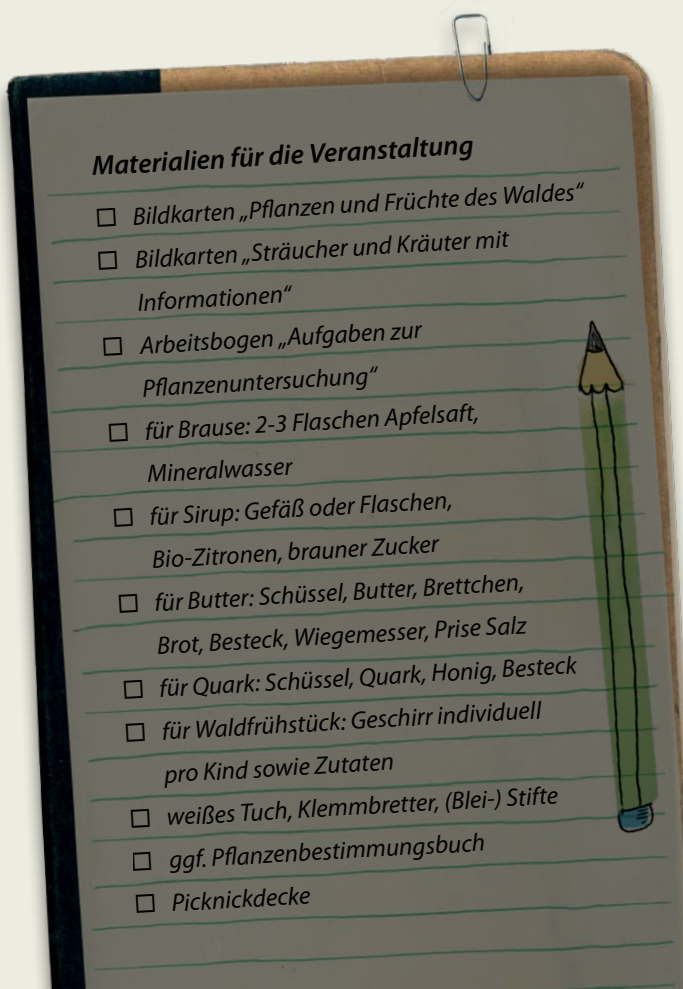 Materialien für die Veranstaltung
Bildkarten „Pflanzen und Früchte des Waldes“
Bildkarten „Sträucher und Kräuter mit
Informationen“
Arbeitsbogen „Aufgaben zur
Pflanzenuntersuchung“
für Brause: 2-3 Flaschen Apfelsaft,
Mineralwasser
für Sirup: Gefäß oder Flaschen,
Bio-Zitronen, brauner Zucker
für Butter: Schüssel, Butter, Brettchen,
Brot, Besteck, Wiegemesser, Prise Salz
für Quark: Schüssel, Quark, Honig, Besteck
für Waldfrühstück: Geschirr individuell
pro Kind sowie Zutaten
weißes Tuch, Klemmbretter, (Blei-) Stifte
ggf. Pflanzenbestimmungsbuch
Picknickdecke